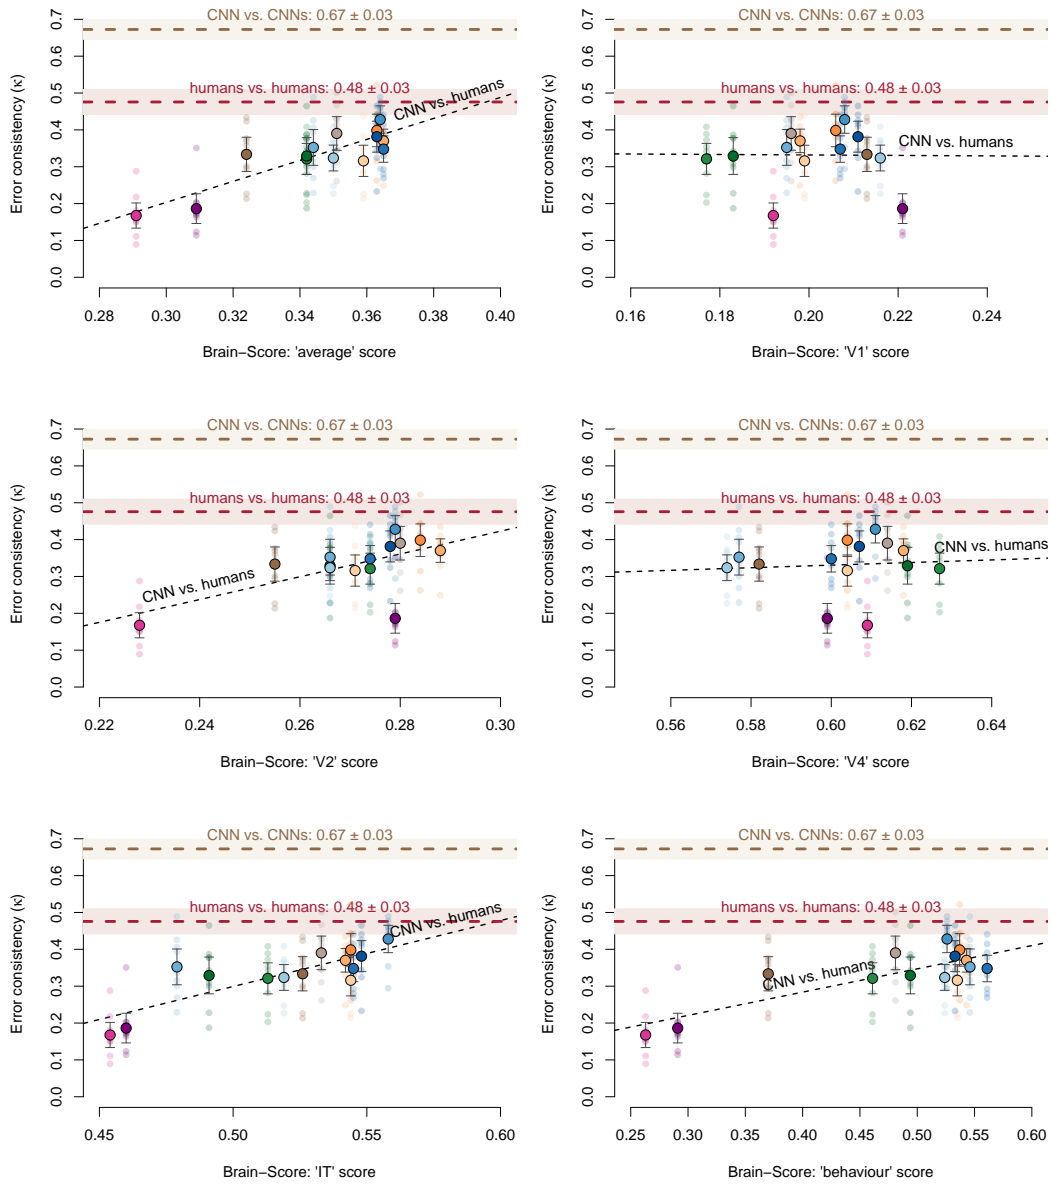 CNN vs. CNNs: 0.67 ± 0.03
humans vs. humans: 0.48 ± 0.03
CNN vs. humans
Error consistency (κ)
0.0 0.1 0.2 0.3 0.4 0.5 0.6 0.7
0.28 0.30 0.32 0.34 0.36 0.38 0.40
Brain−Score: 'average' score
CNN vs. CNNs: 0.67 ± 0.03
humans vs. humans: 0.48 ± 0.03
CNN vs. humans
Error consistency (κ)
0.0 0.1 0.2 0.3 0.4 0.5 0.6 0.7
0.16 0.18 0.20 0.22 0.24
Brain−Score: 'V1' score
CNN vs. CNNs: 0.67 ± 0.03
humans vs. humans: 0.48 ± 0.03
CNN vs. humans
Error consistency (κ)
0.0 0.1 0.2 0.3 0.4 0.5 0.6 0.7
0.22 0.24 0.26 0.28 0.30
Brain−Score: 'V2' score
CNN vs. CNNs: 0.67 ± 0.03
humans vs. humans: 0.48 ± 0.03
CNN vs. humans
Error consistency (κ)
0.0 0.1 0.2 0.3 0.4 0.5 0.6 0.7
0.56 0.58 0.60 0.62 0.64
Brain−Score: 'V4' score
CNN vs. CNNs: 0.67 ± 0.03
humans vs. humans: 0.48 ± 0.03
CNN vs. humans
Error consistency (κ)
0.0 0.1 0.2 0.3 0.4 0.5 0.6 0.7
0.45 0.50 0.55 0.60
Brain−Score: 'IT' score
CNN vs. CNNs: 0.67 ± 0.03
humans vs. humans: 0.48 ± 0.03
CNN vs. humans
Error consistency (κ)
0.0 0.1 0.2 0.3 0.4 0.5 0.6 0.7
0.25 0.30 0.35 0.40 0.45 0.50 0.55 0.60
Brain−Score: 'behaviour' score